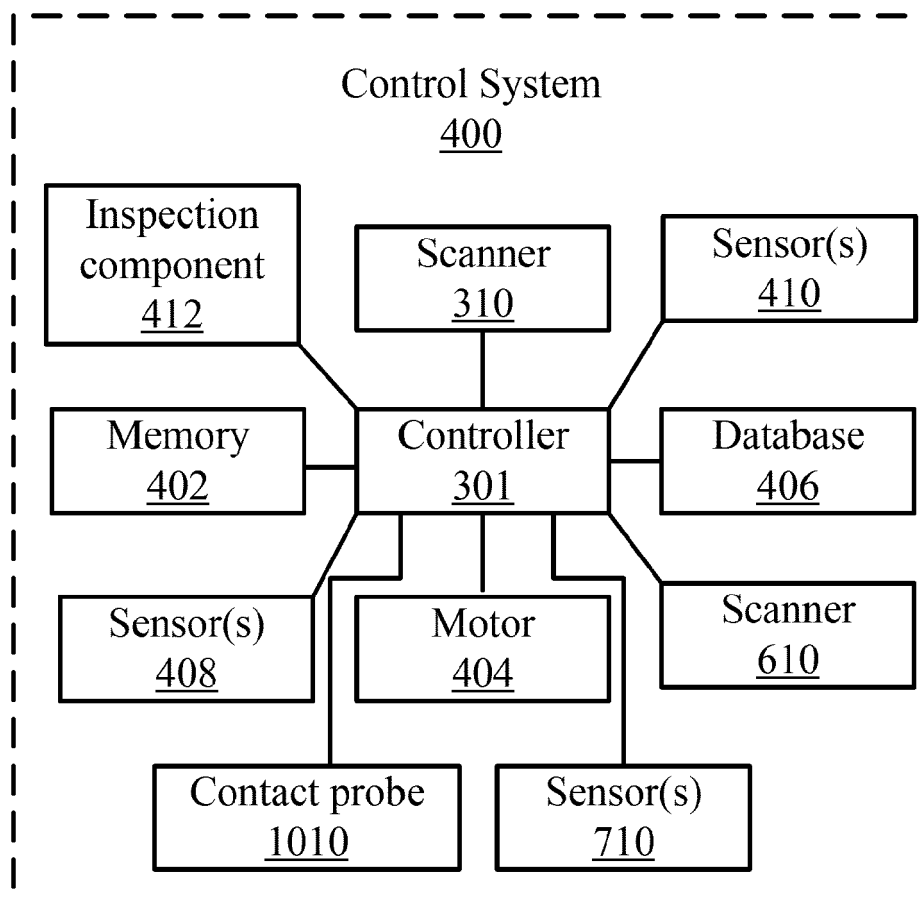 Control System
400
Inspection
component
412
Scanner
310
Sensor(s)
410
Memory
402
Controller
301
Database
406
Sensor(s)
408
Motor
404
Scanner
610
Contact probe
1010
Sensor(s)
710